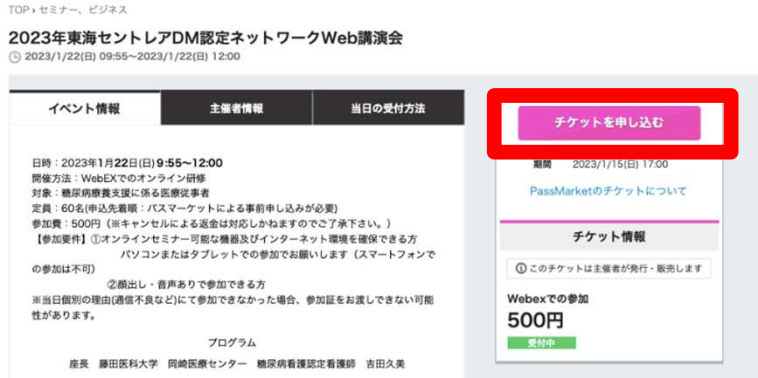 TOP › セミナー、ビジネス
2023年東海セントレアDM認定ネットワークWeb講演会
2023/1/22(日) 09:55～2023/1/22(日) 12:00
イベント情報
主催者情報
当日の受付方法
日時：2023年1月22日(日)9:55～12:00
開催方法：WebEXでのオンライン研修
対象：糖尿病療養支援に係る医療従事者
定員：60名(申込先着順：パスマーケットによる事前申し込みが必要)
参加費：500円（※キャンセルによる返金は対応しかねますのでご了承下さい。）
【参加要件】①オンラインセミナー可能な機器及びインターネット環境を確保できる方
パソコンまたはタブレットでの参加でお願いします（スマートフォンで
の参加は不可）
②顔出し・音声ありで参加できる方
※当日個別の理由(通信不良など)にて参加できなかった場合、参加証をお渡しできない可能
性があります。
プログラム
座長　藤田医科大学　岡崎医療センター　糖尿病看護認定看護師　吉田久美
チケットを申し込む
期間　2023/1/15(日) 17:00
PassMarketのチケットについて
チケット情報
このチケットは主催者が発行・販売します
Webexでの参加
500円
受付中